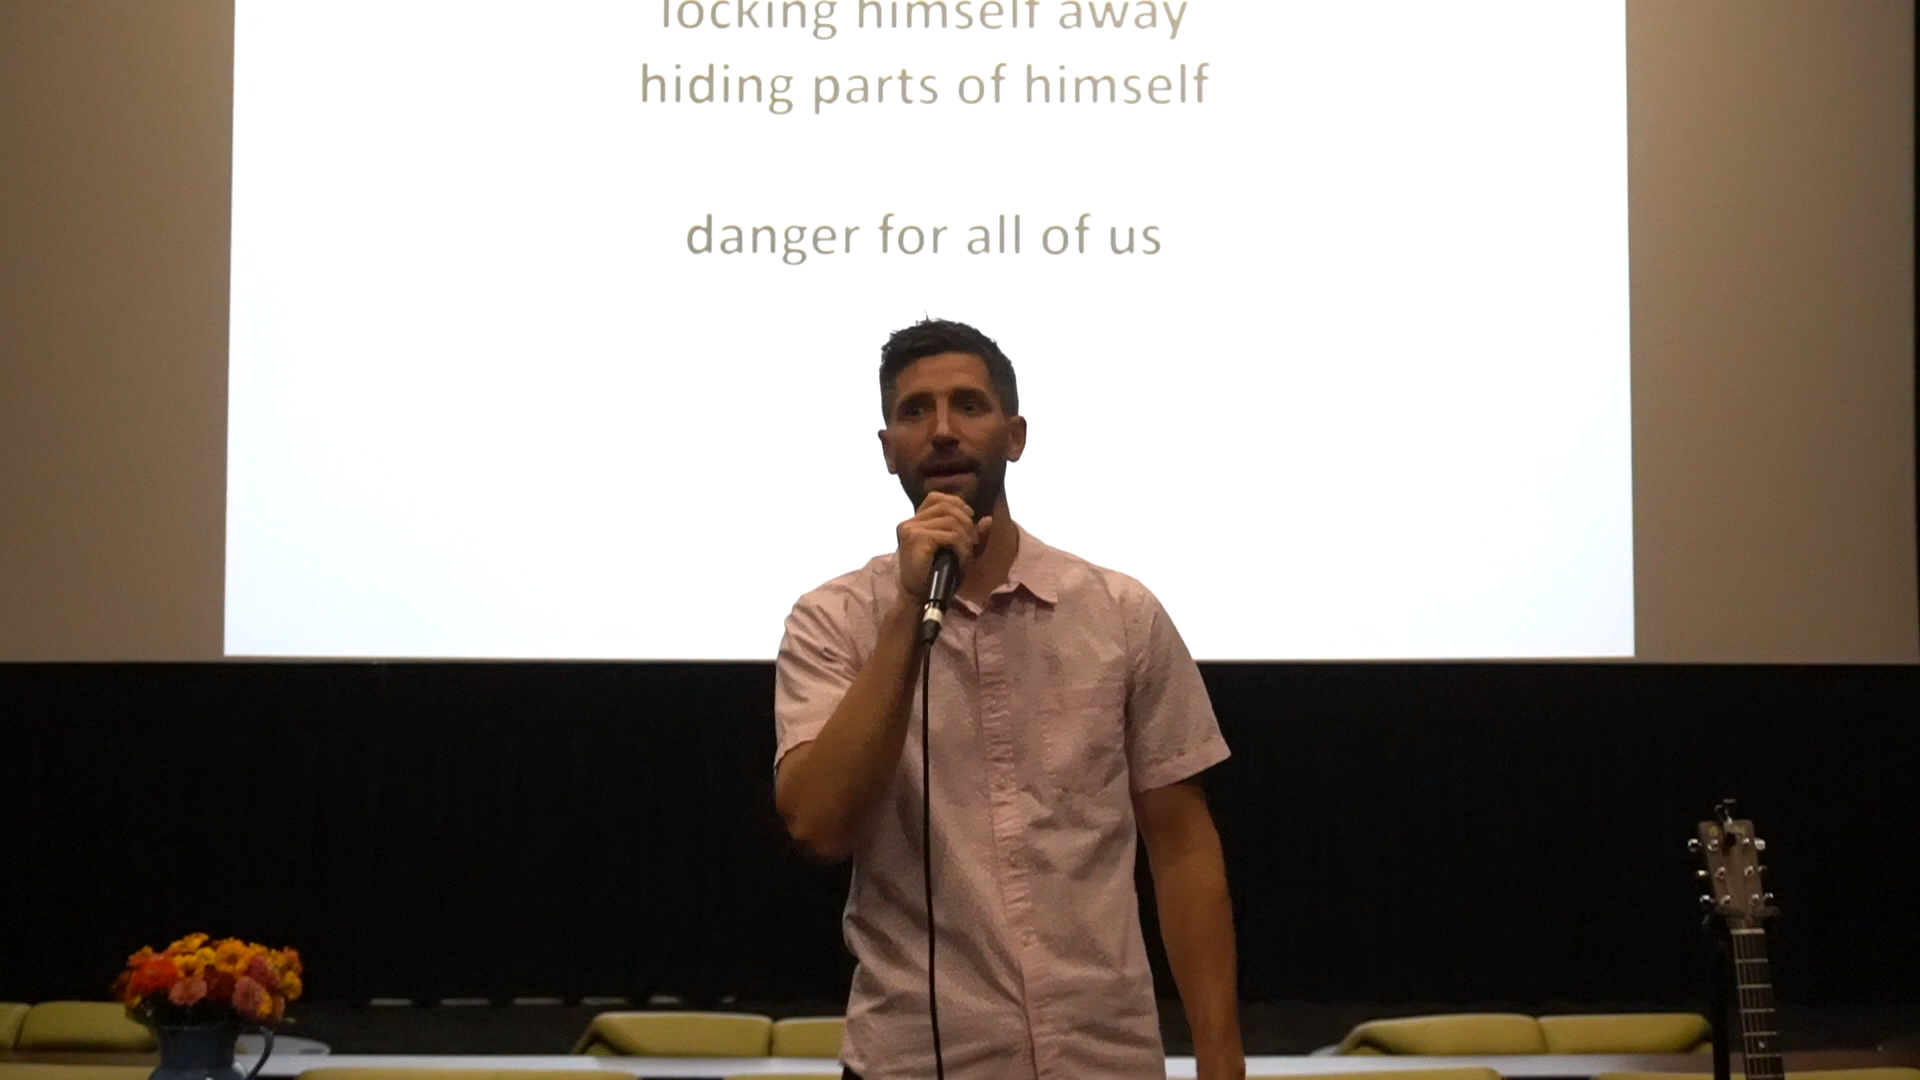 locking himself away
hiding parts of himself
danger for all of us